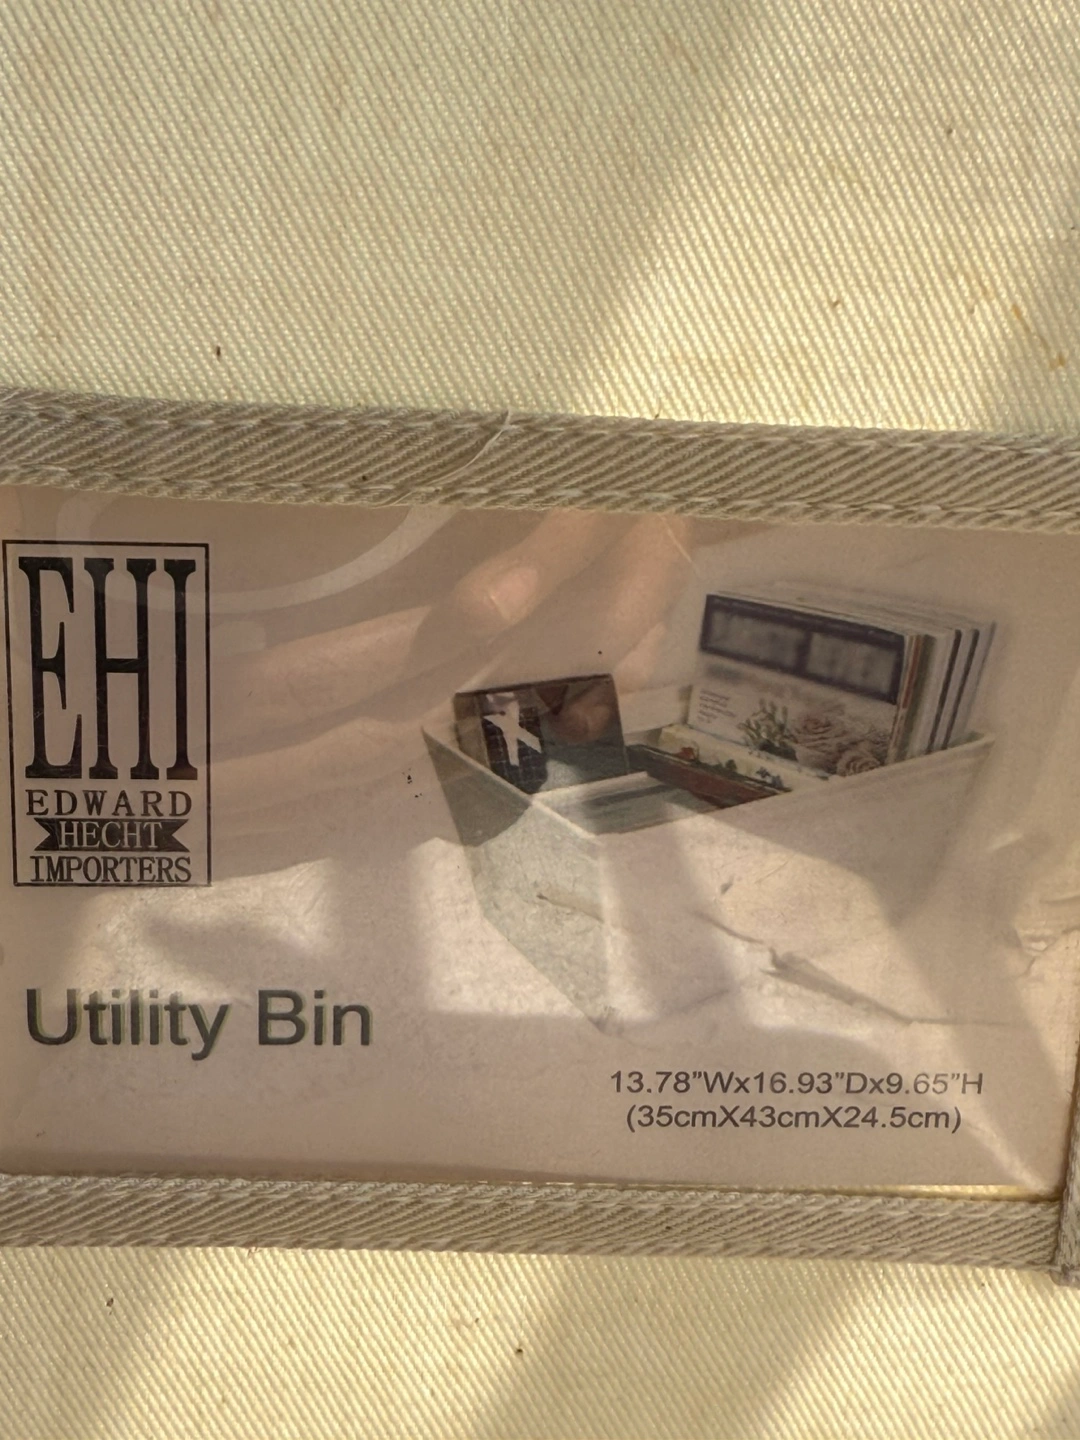 EHI
EDWARD
HECHT
IMPORTERS
Utility Bin
13.78"Wx16.93"Dx9.65"H
(35cmX43cmX24.5cm)